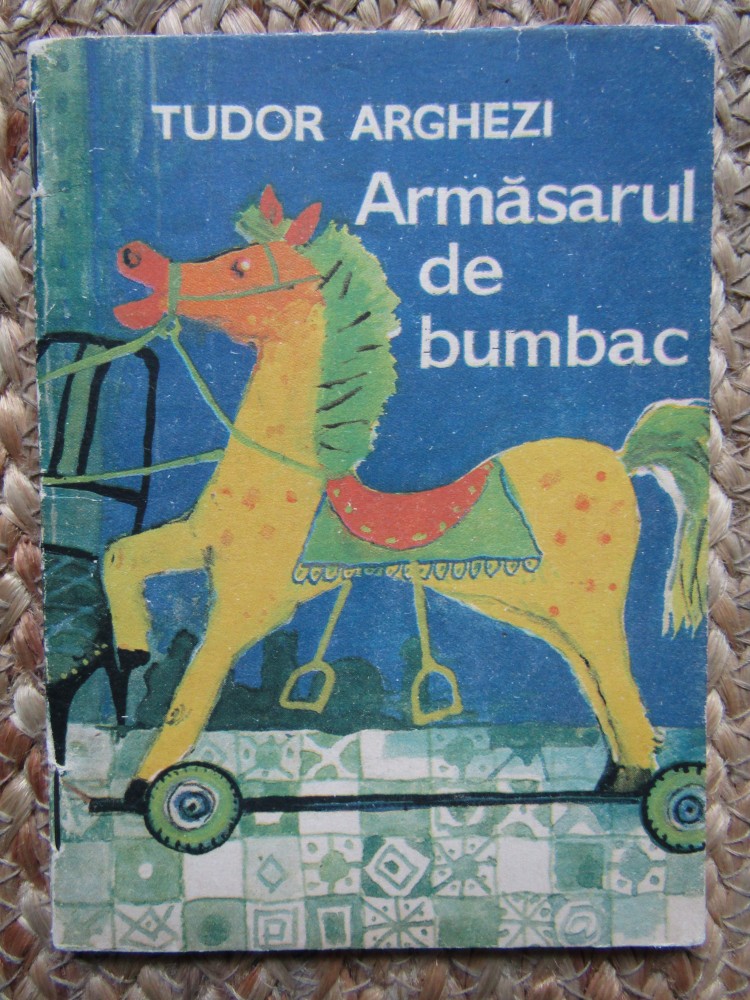 TUDOR ARGHEZI
Armăsarul
de
bumbac